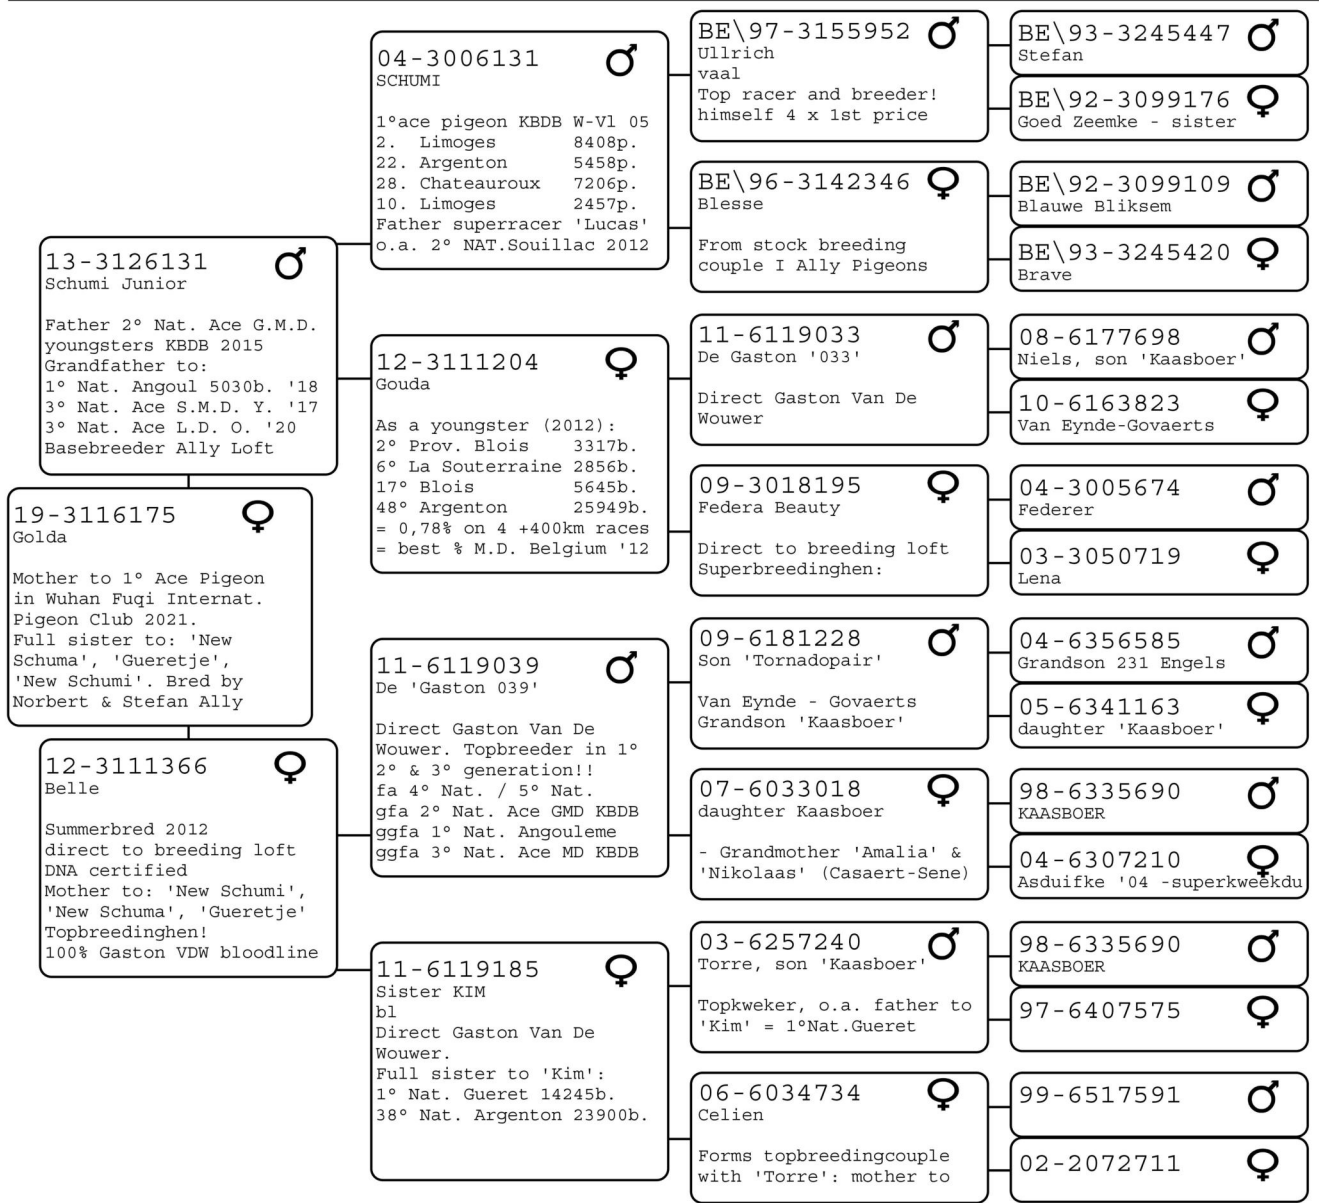 19-3116175
Golda
Mother to 1° Ace Pigeon
in Wuhan Fuqi Internat.
Pigeon Club 2021.
Full sister to: 'New
Schuma', 'Gueretje',
'New Schumi'. Bred by
Norbert & Stefan Ally
13-3126131
Schumi Junior
Father 2° Nat. Ace G.M.D.
youngsters KBDB 2015
Grandfather to:
1° Nat. Angoul 5030b. '18
3° Nat. Ace S.M.D. Y. '17
3° Nat. Ace L.D. O. '20
Basebreeder Ally Loft
12-3111366
Belle
Summerbred 2012
direct to breeding loft
DNA certified
Mother to: 'New Schumi',
'New Schuma', 'Gueretje'
Topbreedinghen!
100% Gaston VDW bloodline
04-3006131
SCHUMI
1°ace pigeon KBDB W-Vl 05
2. Limoges 8408p.
22. Argenton 5458p.
28. Chateauroux 7206p.
10. Limoges 2457p.
Father superracer 'Lucas'
o.a. 2° NAT.Souillac 2012
12-3111204
Gouda
As a youngster (2012):
2° Prov. Blois 3317b.
6° La Souterraine 2856b.
17° Blois 5645b.
48° Argenton 25949b.
= 0,78% on 4 +400km races
= best % M.D. Belgium '12
11-6119039
De 'Gaston 039'
Direct Gaston Van De
Wouwer. Topbreeder in 1°
2° & 3° generation!!
fa 4° Nat. / 5° Nat.
gfa 2° Nat. Ace GMD KBDB
ggfa 1° Nat. Angouleme
ggfa 3° Nat. Ace MD KBDB
11-6119185
Sister KIM
bl
Direct Gaston Van De
Wouwer.
Full sister to 'Kim':
1° Nat. Gueret 14245b.
38° Nat. Argenton 23900b.
BE\97-3155952
Ullrich
vaal
Top racer and breeder!
himself 4 x 1st price
BE\96-3142346
Blesse
From stock breeding
couple I Ally Pigeons
11-6119033
De Gaston '033'
Direct Gaston Van De
Wouwer
09-3018195
Federa Beauty
Direct to breeding loft
Superbreedinghen:
09-6181228
Son 'Tornadopair'
Van Eynde - Govaerts
Grandson 'Kaasboer'
07-6033018
daughter Kaasboer
- Grandmother 'Amalia' &
'Nikolaas' (Casaert-Sene)
03-6257240
Torre, son 'Kaasboer'
Topkweker, o.a. father to
'Kim' = 1°Nat.Gueret
06-6034734
Celien
Forms topbreedingcouple
with 'Torre': mother to
BE\93-3245447
Stefan
BE\92-3099176
Goed Zeemke - sister
BE\92-3099109
Blauwe Bliksem
BE\93-3245420
Brave
08-6177698
Niels, son 'Kaasboer'
10-6163823
Van Eynde-Govaerts
04-3005674
Federer
03-3050719
Lena
04-6356585
Grandson 231 Engels
05-6341163
daughter 'Kaasboer'
98-6335690
KAASBOER
04-6307210
Asduifke '04 -superkweekdu
98-6335690
KAASBOER
97-6407575
99-6517591
02-2072711